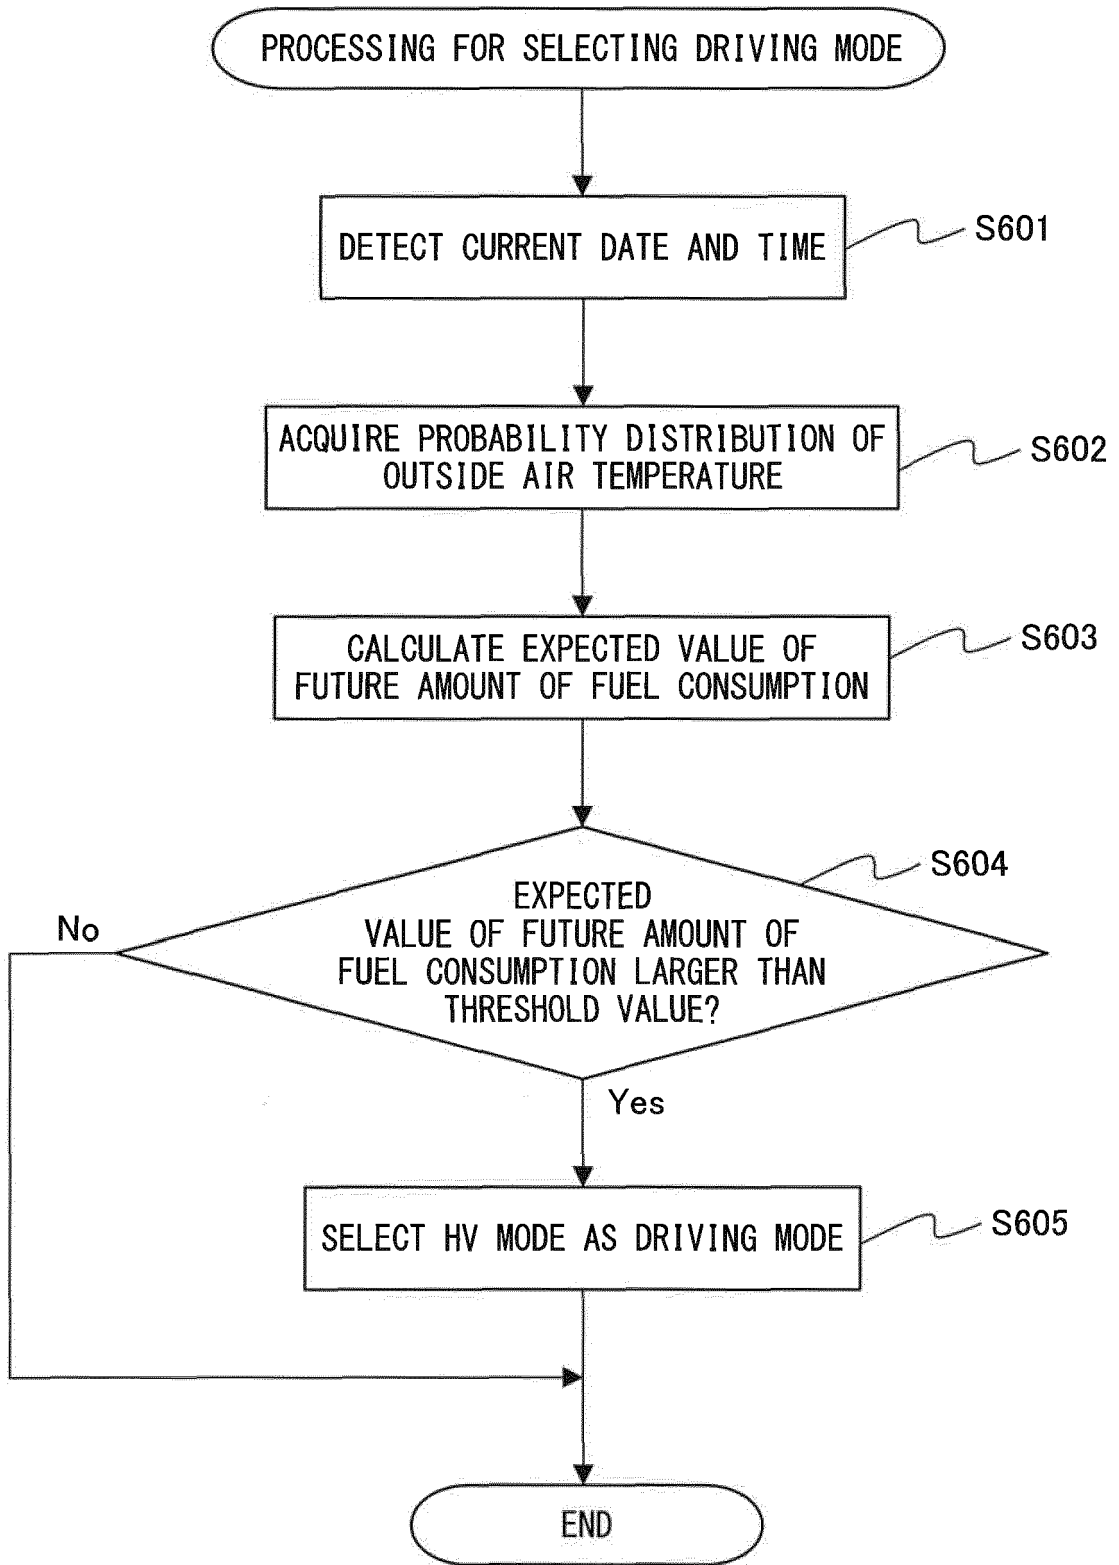 PROCESSING FOR SELECTING DRIVING MODE
DETECT CURRENT DATE AND TIME
S601
ACQUIRE PROBABILITY DISTRIBUTION OF
OUTSIDE AIR TEMPERATURE
S602
CALCULATE EXPECTED VALUE OF
FUTURE AMOUNT OF FUEL CONSUMPTION
S603
EXPECTED
VALUE OF FUTURE AMOUNT OF
FUEL CONSUMPTION LARGER THAN
THRESHOLD VALUE?
S604
No
Yes
SELECT HV MODE AS DRIVING MODE
S605
END